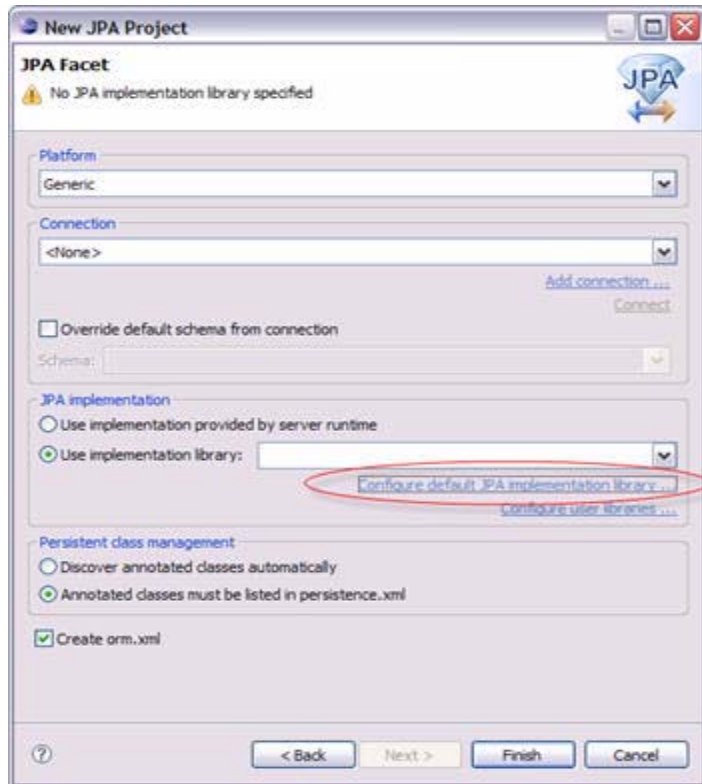 New JPA Project
JPA Facet
No JPA implementation library specified
JPA
Platform
Generic
Connection
<None>
Add connection ...
Connect
Override default schema from connection
Schema:
JPA implementation
Use implementation provided by server runtime
Use implementation library:
Configure default JPA implementation library ...
Configure user libraries ...
Persistent class management
Discover annotated classes automatically
Annotated classes must be listed in persistence.xml
Create orm.xml
?
< Back
Next >
Finish
Cancel